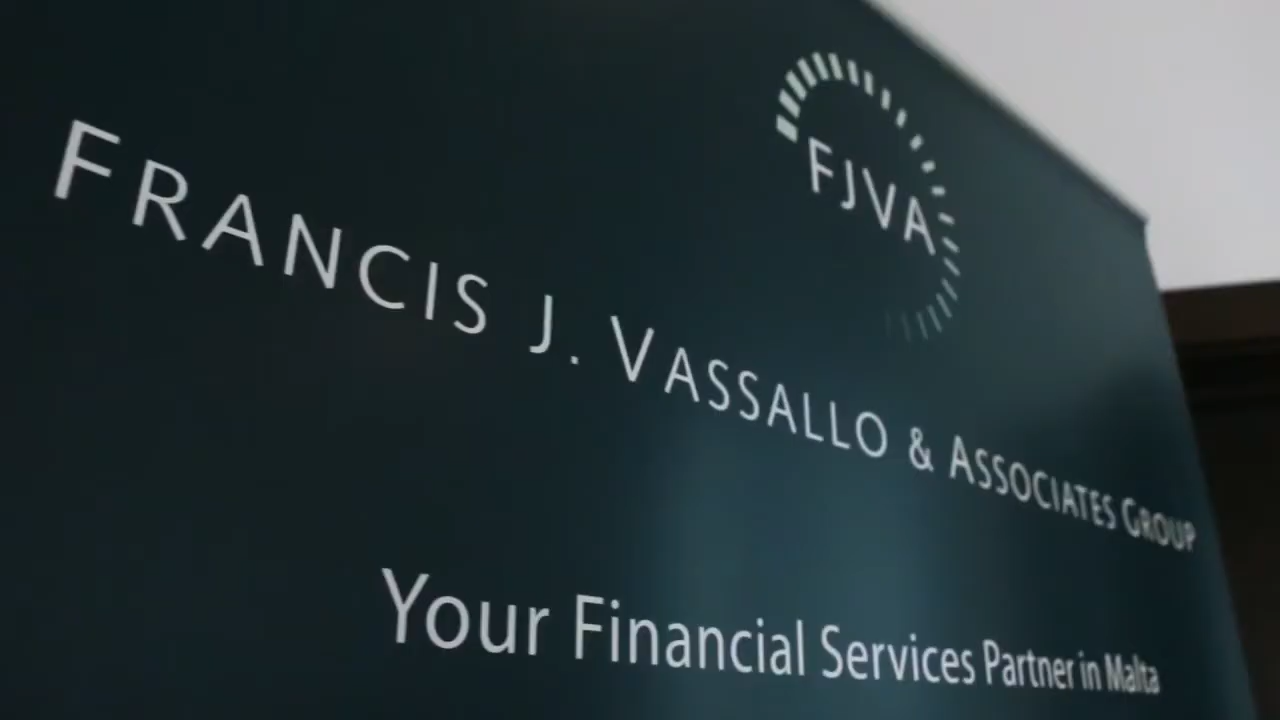 FJVA
FRANCIS J. VASSALLO & ASSOCIATES GROUP
Your Financial Services Partner in Malta